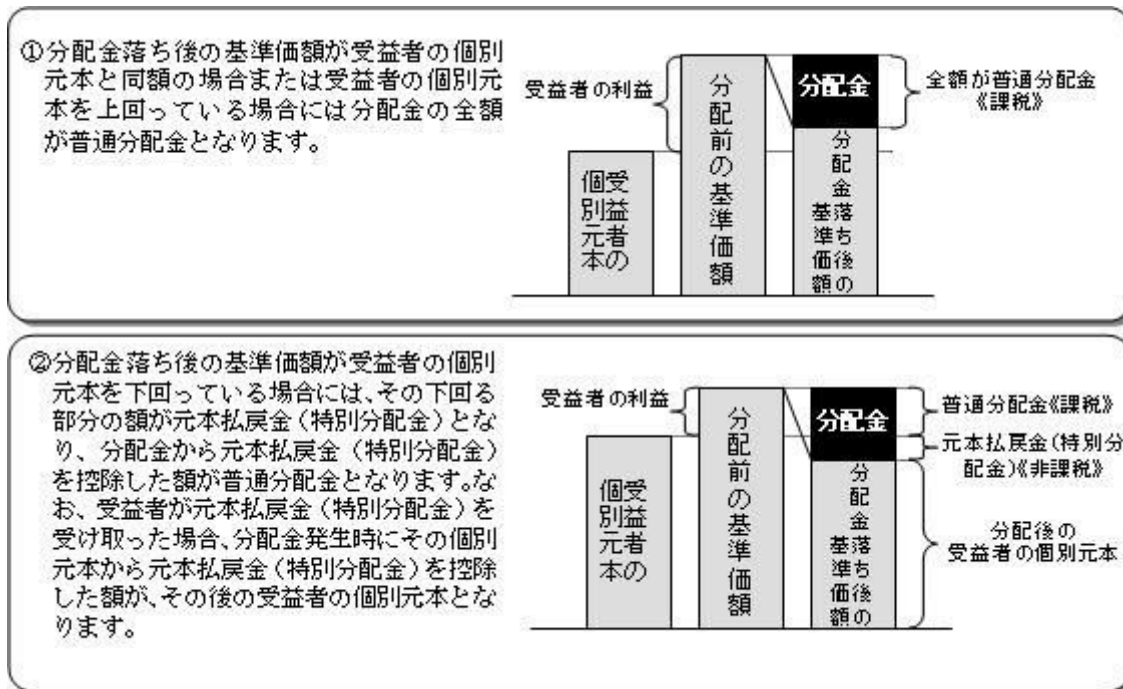 ①分配金落ち後の基準価額が受益者の個別
元本と同額の場合または受益者の個別元
本を上回っている場合には分配金の全額
が普通分配金となります。
受益者の利益
個別元本
受益者の
分配前の基準価額
分配金
基準価額
分配金落ち後の
全額が普通分配金
《課税》
②分配金落ち後の基準価額が受益者の個別
元本を下回っている場合には、その下回る
部分の額が元本払戻金（特別分配金）とな
り、分配金から元本払戻金（特別分配金）
を控除した額が普通分配金となります。な
お、受益者が元本払戻金（特別分配金）を
受け取った場合、分配金発生時にその個別
元本から元本払戻金（特別分配金）を控除
した額が、その後の受益者の個別元本とな
ります。
受益者の利益
受益者の
個別元本
分配前の基準価額
分配金
分配金落ち後の
基準価額
普通分配金《課税》
元本払戻金（特別分
配金）《非課税》
分配後の
受益者の個別元本